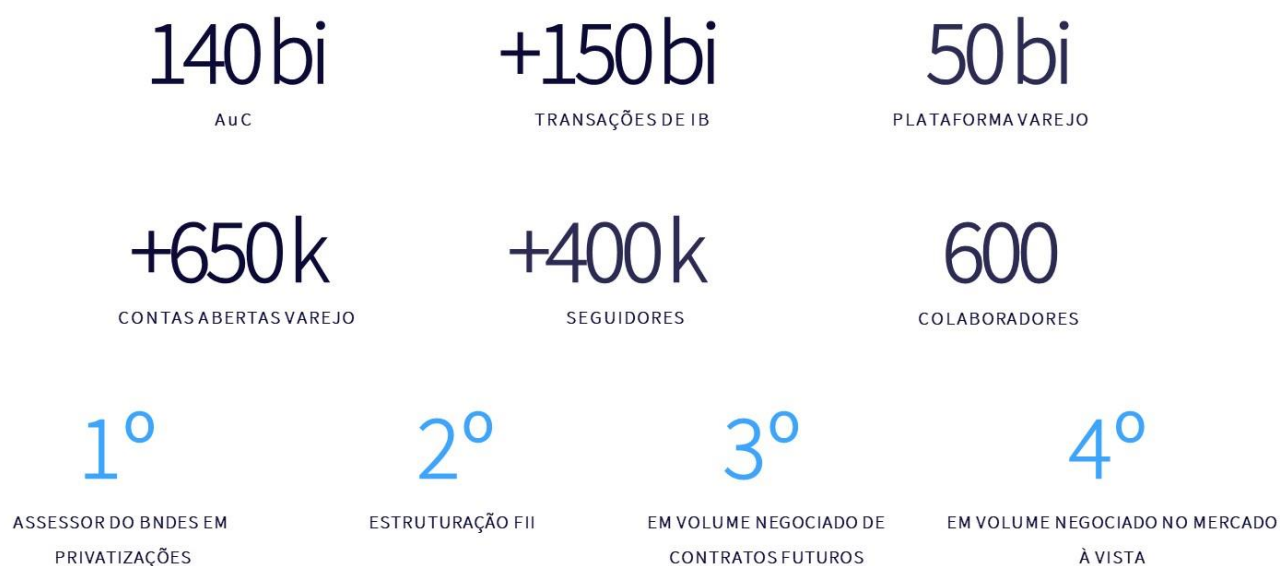 140 bi
+150 bi
50 bi
AuC
TRANSAÇÕES DE IB
PLATAFORMA VAREJO
+650 k
+400 k
600
CONTAS ABERTAS VAREJO
SEGUIDORES
COLABORADORES
1º
2º
3º
4º
ASSESSOR DO BNDES EM
PRIVATIZAÇÕES
ESTRUTURAÇÃO FII
EM VOLUME NEGOCIADO DE
CONTRATOS FUTUROS
EM VOLUME NEGOCIADO NO MERCADO
À VISTA